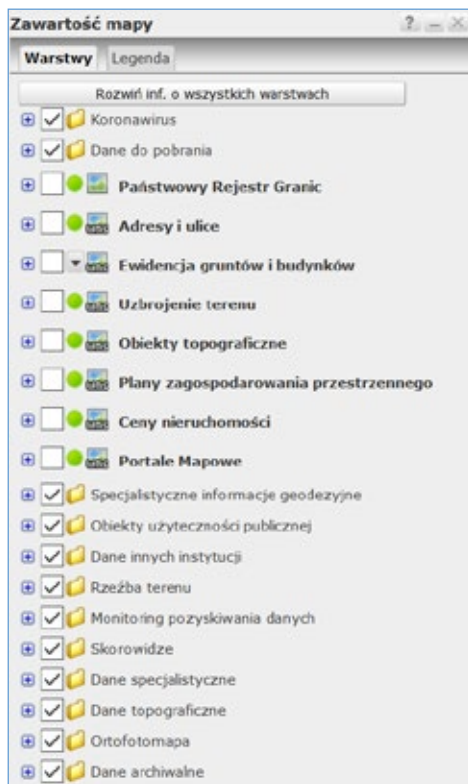 Zawartość mapy ? – ×
Warstwy Legenda
Rozwiń inf. o wszystkich warstwach
Koronawirus
Dane do pobrania
Państwowy Rejestr Granic
Adresy i ulice
Ewidencja gruntów i budynków
Uzbrojenie terenu
Obiekty topograficzne
Plany zagospodarowania przestrzennego
Ceny nieruchomości
Portale Mapowe
Specjalistyczne informacje geodezyjne
Obiekty użyteczności publicznej
Dane innych instytucji
Rzeźba terenu
Monitoring pozyskiwania danych
Skorowidze
Dane specjalistyczne
Dane topograficzne
Ortofotomapa
Dane archiwalne